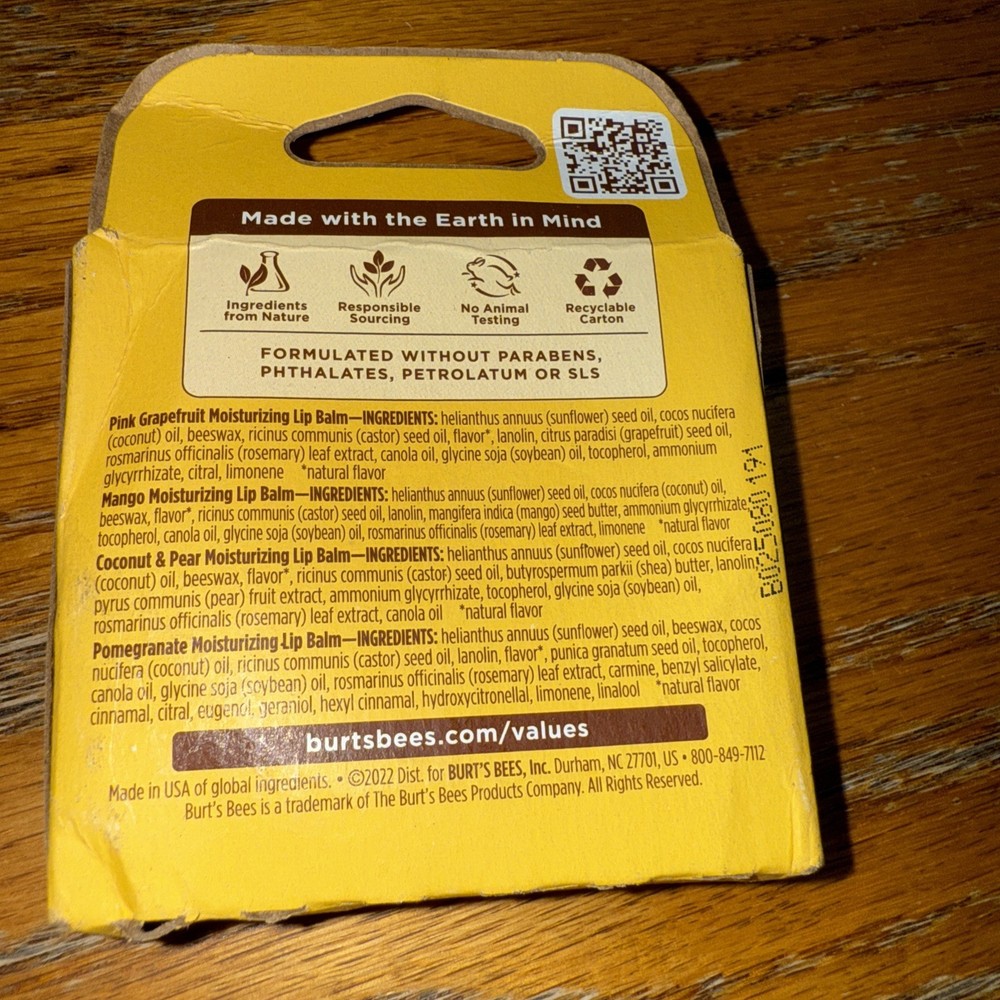 Made with the Earth in Mind
Ingredients
from Nature
Responsible
Sourcing
No Animal
Testing
Recyclable
Carton
FORMULATED WITHOUT PARABENS,
PHTHALATES, PETROLATUM OR SLS
Pink Grapefruit Moisturizing Lip Balm—INGREDIENTS: helianthus annuus (sunflower) seed oil, cocos nucifera
(coconut) oil, beeswax, ricinus communis (castor) seed oil, flavor*, lanolin, citrus paradisi (grapefruit) seed oil,
rosmarinus officinalis (rosemary) leaf extract, canola oil, glycine soja (soybean) oil, tocopherol, ammonium
glycyrrhizate, citral, limonene *natural flavor
Mango Moisturizing Lip Balm—INGREDIENTS: helianthus annuus (sunflower) seed oil, cocos nucifera (coconut) oil,
beeswax, flavor*, ricinus communis (castor) seed oil, lanolin, mangifera indica (mango) seed butter, ammonium glycyrrhizate,
tocopherol, canola oil, glycine soja (soybean) oil, rosmarinus officinalis (rosemary) leaf extract, limonene *natural flavor
Coconut & Pear Moisturizing Lip Balm—INGREDIENTS: helianthus annuus (sunflower) seed oil, cocos nucifera
(coconut) oil, beeswax, flavor*, ricinus communis (castor) seed oil, butyrospermum parkii (shea) butter, lanolin,
pyrus communis (pear) fruit extract, ammonium glycyrrhizate, tocopherol, glycine soja (soybean) oil,
rosmarinus officinalis (rosemary) leaf extract, canola oil *natural flavor
Pomegranate Moisturizing Lip Balm—INGREDIENTS: helianthus annuus (sunflower) seed oil, beeswax, cocos
nucifera (coconut) oil, ricinus communis (castor) seed oil, lanolin, flavor*, punica granatum seed oil, tocopherol,
canola oil, glycine soja (soybean) oil, rosmarinus officinalis (rosemary) leaf extract, carmine, benzyl salicylate,
cinnamal, citral, eugenol, geraniol, hexyl cinnamal, hydroxycitronellal, limonene, linalool *natural flavor
burtsbees.com/values
Made in USA of global ingredients. • ©2022 Dist. for BURT'S BEES, Inc. Durham, NC 27701, US • 800-849-7112
Burt's Bees is a trademark of The Burt's Bees Products Company. All Rights Reserved.